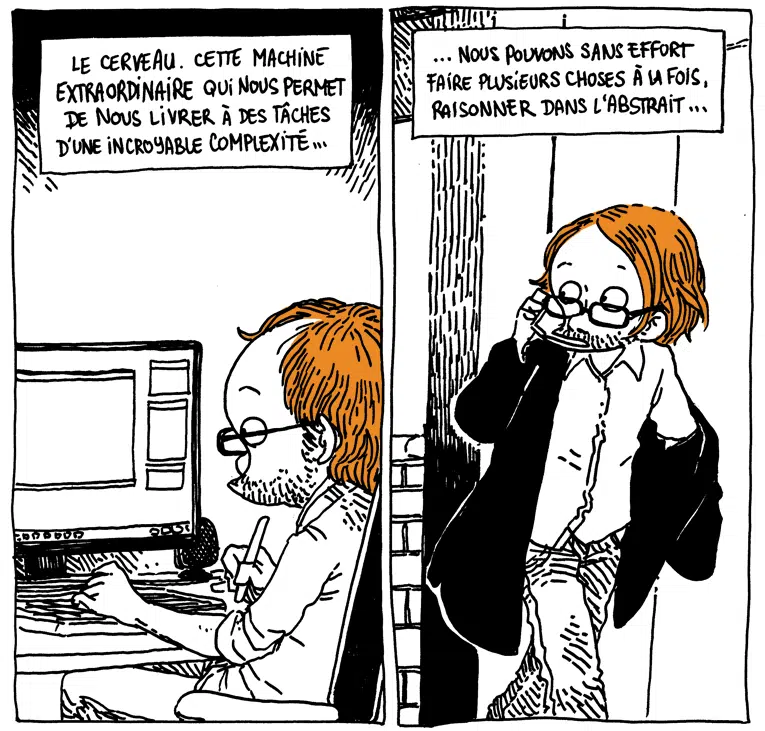 LE CERVEAU. CETTE MACHINE
EXTRAORDINAIRE QUI NOUS PERMET
DE NOUS LIVRER À DES TÂCHES
D'UNE INCROYABLE COMPLEXITÉ...
... NOUS POUVONS SANS EFFORT
FAIRE PLUSIEURS CHOSES À LA FOIS,
RAISONNER DANS L'ABSTRAIT...